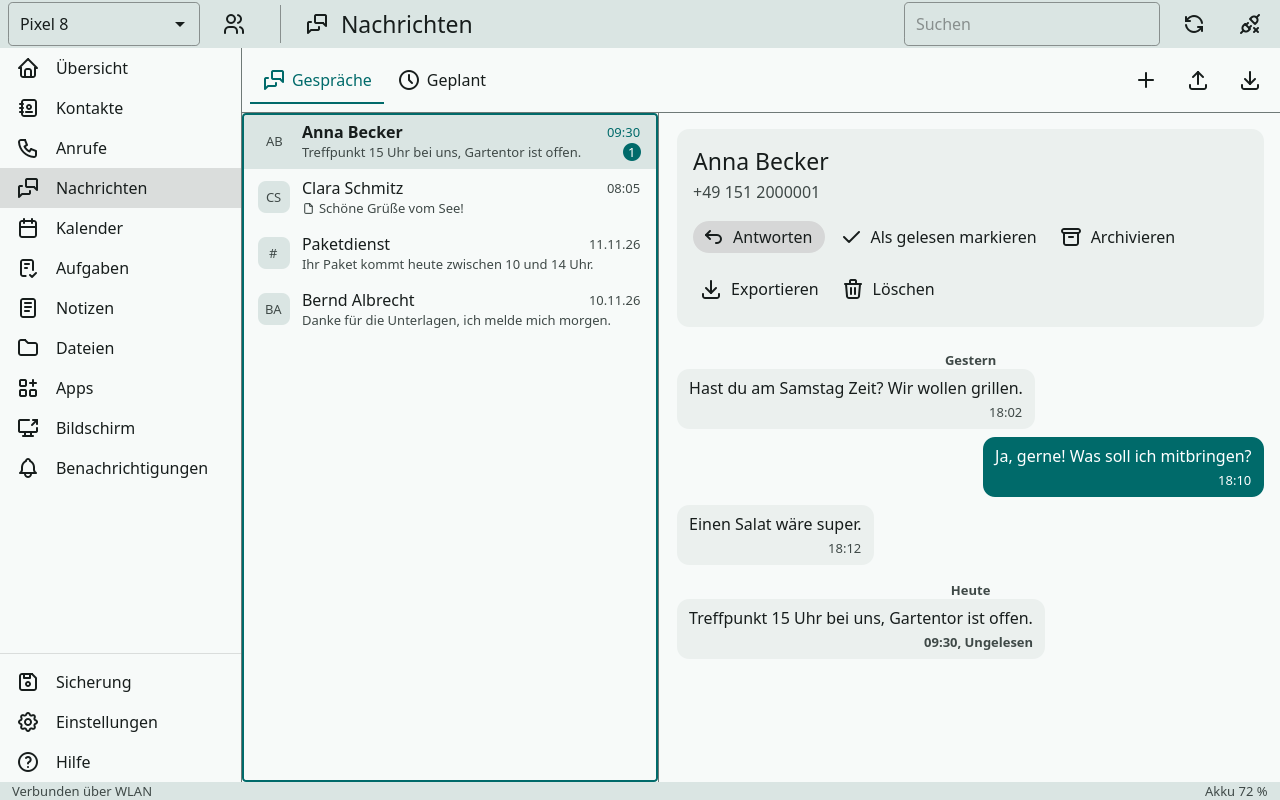 Pixel 8
Nachrichten
Suchen
Übersicht
Kontakte
Anrufe
Nachrichten
Kalender
Aufgaben
Notizen
Dateien
Apps
Bildschirm
Benachrichtigungen
Sicherung
Einstellungen
Hilfe
Gespräche
Geplant
AB
Anna Becker
09:30
Treffpunkt 15 Uhr bei uns, Gartentor ist offen.
1
CS
Clara Schmitz
08:05
Schöne Grüße vom See!
#
Paketdienst
11.11.26
Ihr Paket kommt heute zwischen 10 und 14 Uhr.
BA
Bernd Albrecht
10.11.26
Danke für die Unterlagen, ich melde mich morgen.
Anna Becker
+49 151 2000001
Antworten
Als gelesen markieren
Archivieren
Exportieren
Löschen
Gestern
Hast du am Samstag Zeit? Wir wollen grillen.
18:02
Ja, gerne! Was soll ich mitbringen?
18:10
Einen Salat wäre super.
18:12
Heute
Treffpunkt 15 Uhr bei uns, Gartentor ist offen.
09:30, Ungelesen
Verbunden über WLAN
Akku 72 %